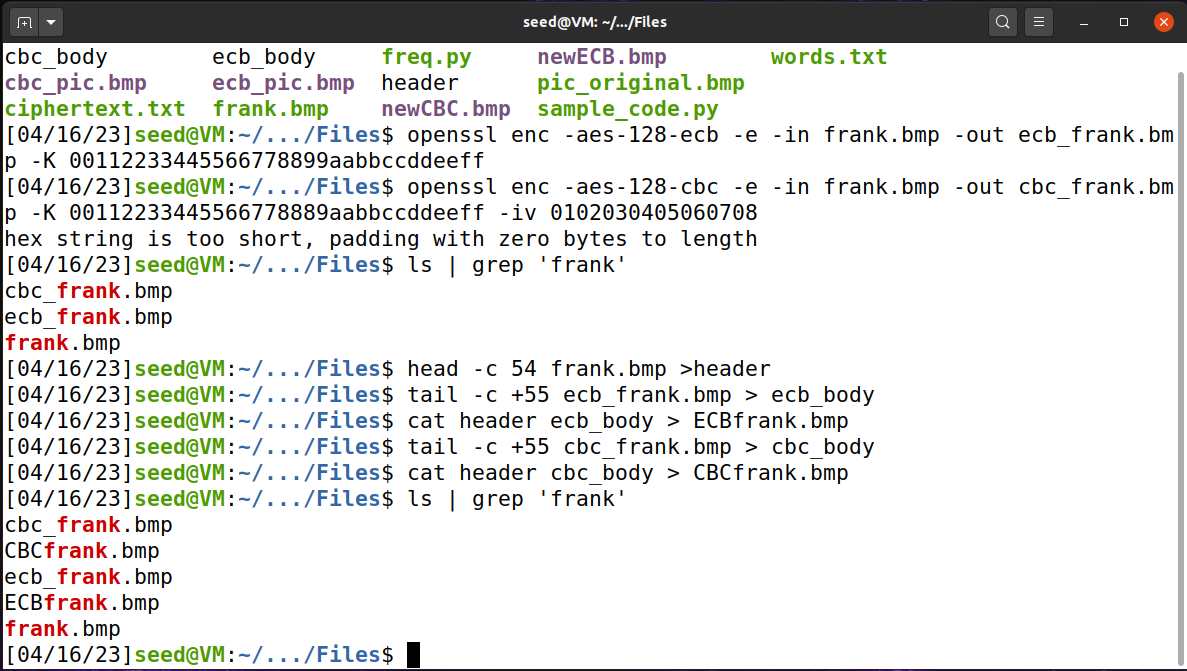 seed@VM: ~/.../Files
cbc_body ecb_body freq.py newECB.bmp words.txt
cbc_pic.bmp ecb_pic.bmp header pic_original.bmp
ciphertext.txt frank.bmp newCBC.bmp sample_code.py
[04/16/23]seed@VM:~/.../Files$ openssl enc -aes-128-ecb -e -in frank.bmp -out ecb_frank.bm
p -K 00112233445566778899aabbccddeeff
[04/16/23]seed@VM:~/.../Files$ openssl enc -aes-128-cbc -e -in frank.bmp -out cbc_frank.bm
p -K 00112233445566778889aabbccddeeff -iv 0102030405060708
hex string is too short, padding with zero bytes to length
[04/16/23]seed@VM:~/.../Files$ ls | grep 'frank'
cbc_frank.bmp
ecb_frank.bmp
frank.bmp
[04/16/23]seed@VM:~/.../Files$ head -c 54 frank.bmp >header
[04/16/23]seed@VM:~/.../Files$ tail -c +55 ecb_frank.bmp > ecb_body
[04/16/23]seed@VM:~/.../Files$ cat header ecb_body > ECBfrank.bmp
[04/16/23]seed@VM:~/.../Files$ tail -c +55 cbc_frank.bmp > cbc_body
[04/16/23]seed@VM:~/.../Files$ cat header cbc_body > CBCfrank.bmp
[04/16/23]seed@VM:~/.../Files$ ls | grep 'frank'
cbc_frank.bmp
CBCfrank.bmp
ecb_frank.bmp
ECBfrank.bmp
frank.bmp
[04/16/23]seed@VM:~/.../Files$